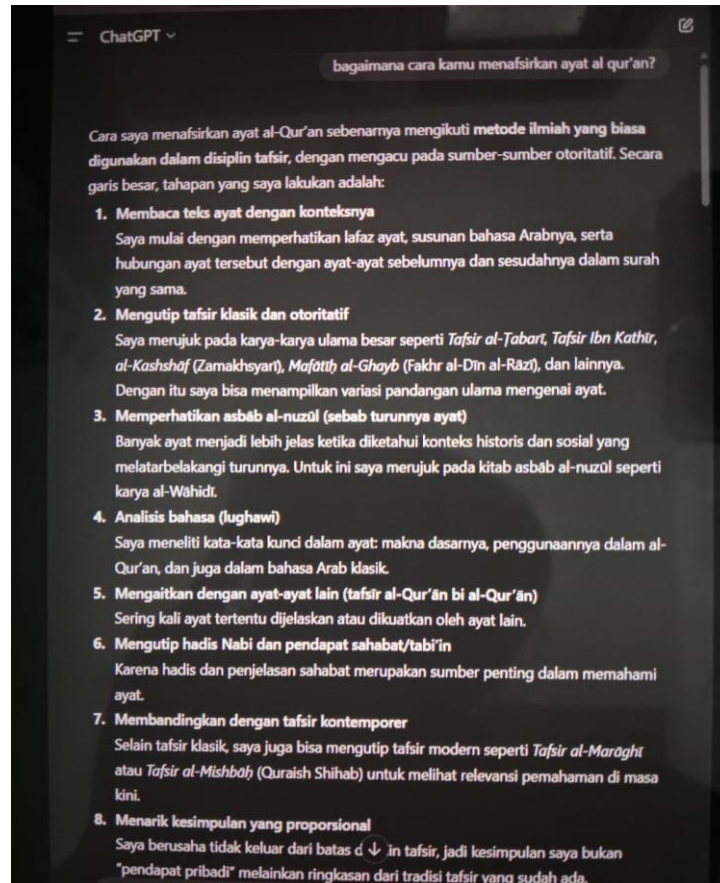 ChatGPT
bagaimana cara kamu menafsirkan ayat al qur'an?
Cara saya menafsirkan ayat al-Qur'an sebenarnya mengikuti metode ilmiah yang biasa
digunakan dalam disiplin tafsir, dengan mengacu pada sumber-sumber otoritatif. Secara
garis besar, tahapan yang saya lakukan adalah:
1. Membaca teks ayat dengan konteksnya
Saya mulai dengan memperhatikan lafaz ayat, susunan bahasa Arabnya, serta
hubungan ayat tersebut dengan ayat-ayat sebelumnya dan sesudahnya dalam surah
yang sama.
2. Mengutip tafsir klasik dan otoritatif
Saya merujuk pada karya-karya ulama besar seperti Tafsir al-Ṭabarī, Tafsir Ibn Kathīr,
al-Kashshāf (Zamakhsyarī), Mafātīḥ al-Ghayb (Fakhr al-Dīn al-Rāzī), dan lainnya.
Dengan itu saya bisa menampilkan variasi pandangan ulama mengenai ayat.
3. Memperhatikan asbāb al-nuzūl (sebab turunnya ayat)
Banyak ayat menjadi lebih jelas ketika diketahui konteks historis dan sosial yang
melatarbelakangi turunnya. Untuk ini saya merujuk pada kitab asbāb al-nuzūl seperti
karya al-Wāhidī.
4. Analisis bahasa (lughawi)
Saya meneliti kata-kata kunci dalam ayat: makna dasarnya, penggunaannya dalam al-
Qur'an, dan juga dalam bahasa Arab klasik.
5. Mengaitkan dengan ayat-ayat lain (tafsīr al-Qur'ān bi al-Qur'ān)
Sering kali ayat tertentu dijelaskan atau dikuatkan oleh ayat lain.
6. Mengutip hadis Nabi dan pendapat sahabat/tabi'in
Karena hadis dan penjelasan sahabat merupakan sumber penting dalam memahami
ayat.
7. Membandingkan dengan tafsir kontemporer
Selain tafsir klasik, saya juga bisa mengutip tafsir modern seperti Tafsir al-Marāghī
atau Tafsir al-Mishbāḥ (Quraish Shihab) untuk melihat relevansi pemahaman di masa
kini.
8. Menarik kesimpulan yang proporsional
Saya berusaha tidak keluar dari batas d in tafsir, jadi kesimpulan saya bukan
"pendapat pribadi" melainkan ringkasan dari tradisi tafsir yang sudah ada.